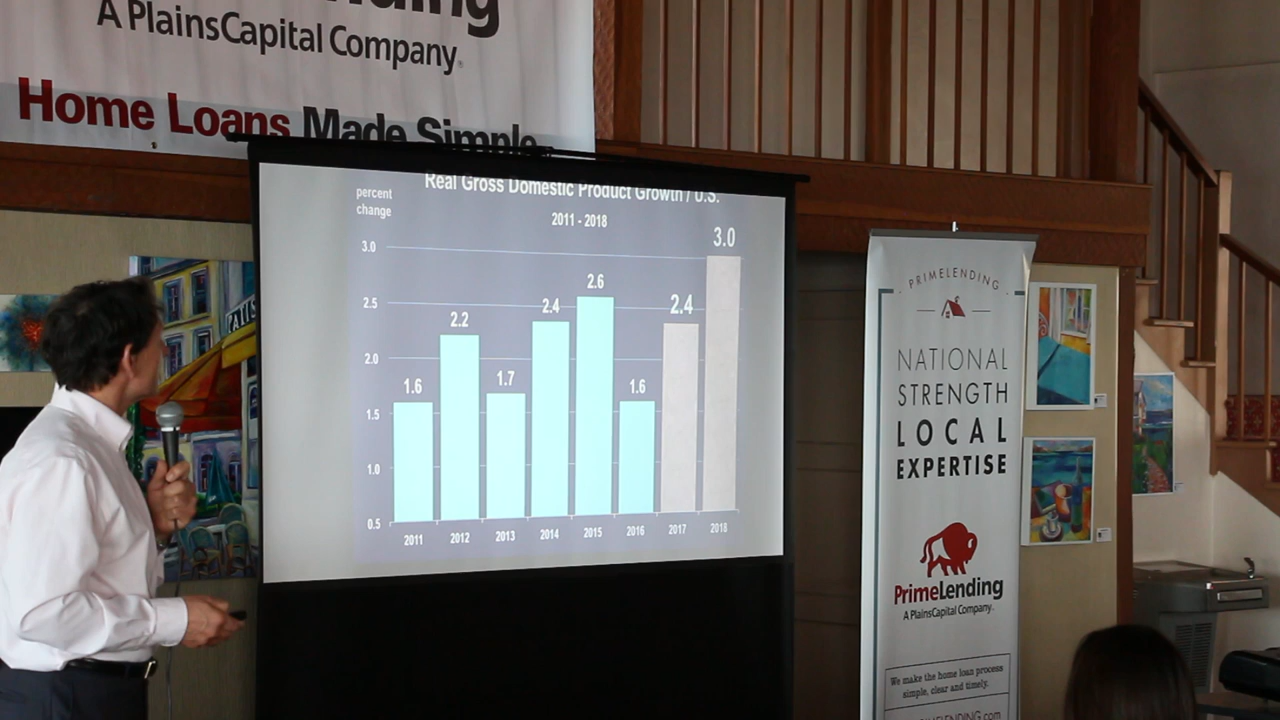 A PlainsCapital Company
Home Loans Made Simple
Real Gross Domestic Product Growth / U.S.
2011 - 2018
percent
change
3.0
2.5
2.0
1.5
1.0
0.5
1.6
2.2
1.7
2.4
2.6
1.6
2.4
3.0
2011
2012
2013
2014
2015
2016
2017
2018
PRIMELENDING
NATIONAL
STRENGTH
LOCAL
EXPERTISE
PrimeLending
A PlainsCapital Company
We make the home loan process
simple, clear and timely.